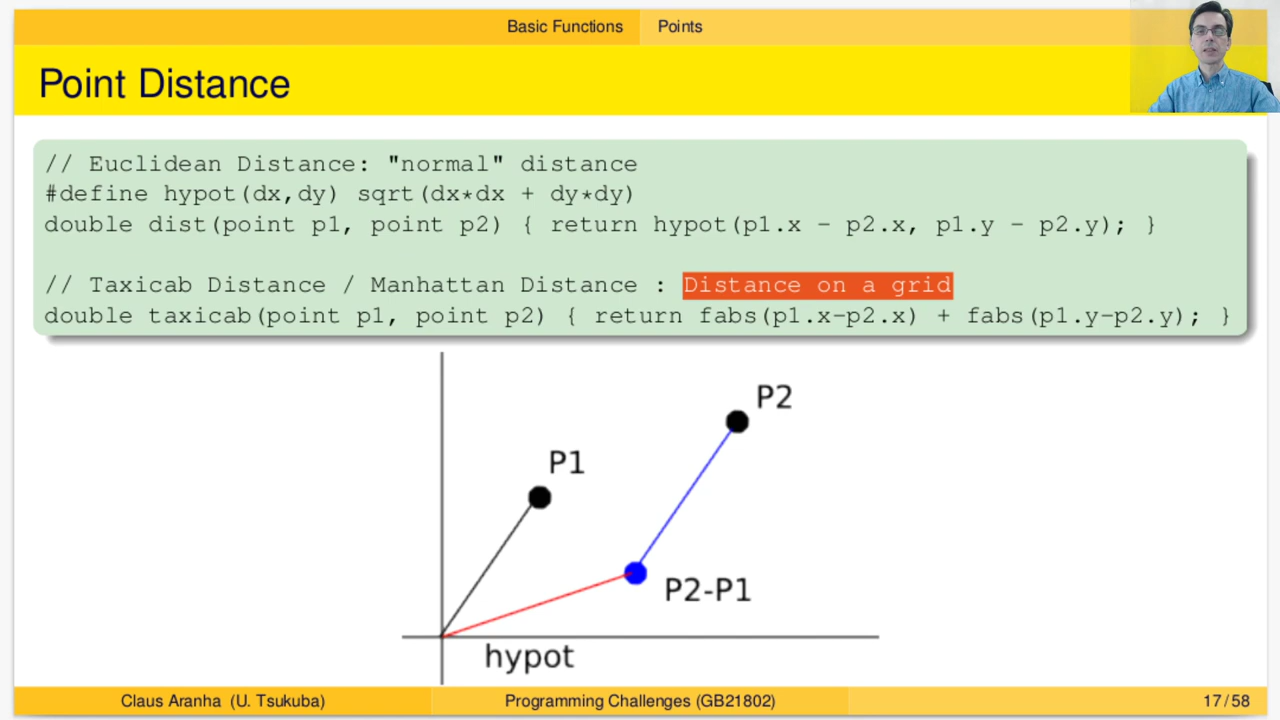 Basic Functions Points
Point Distance
// Euclidean Distance: "normal" distance
#define hypot(dx,dy) sqrt(dx*dx + dy*dy)
double dist(point p1, point p2) { return hypot(p1.x - p2.x, p1.y - p2.y); }
// Taxicab Distance / Manhattan Distance : Distance on a grid
double taxicab(point p1, point p2) { return fabs(p1.x-p2.x) + fabs(p1.y-p2.y); }
P2
P1
P2-P1
hypot
Claus Aranha (U. Tsukuba) Programming Challenges (GB21802) 17/58